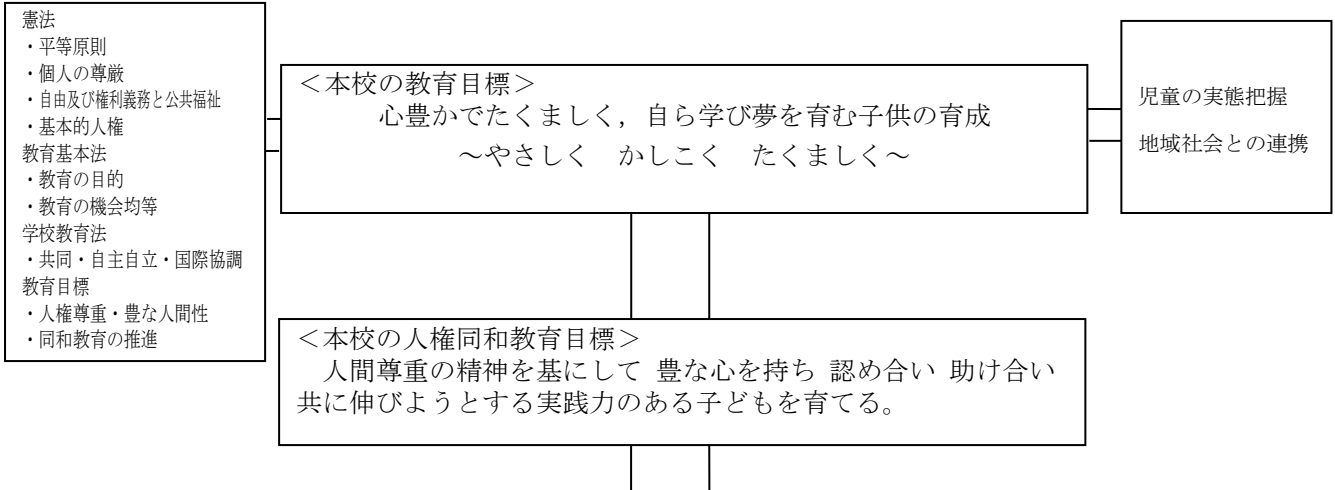 憲法
・平等原則
・個人の尊厳
・自由及び権利義務と公共福祉
・基本的人権
教育基本法
・教育の目的
・教育の機会均等
学校教育法
・共同・自主自立・国際協調
教育目標
・人権尊重・豊な人間性
・同和教育の推進
＜本校の教育目標＞
心豊かでたくましく，自ら学び夢を育む子供の育成
～やさしく　かしこく　たくましく～
児童の実態把握
地域社会との連携
＜本校の人権同和教育目標＞
人間尊重の精神を基にして 豊な心を持ち 認め合い 助け合い
共に伸びようとする実践力のある子どもを育てる。